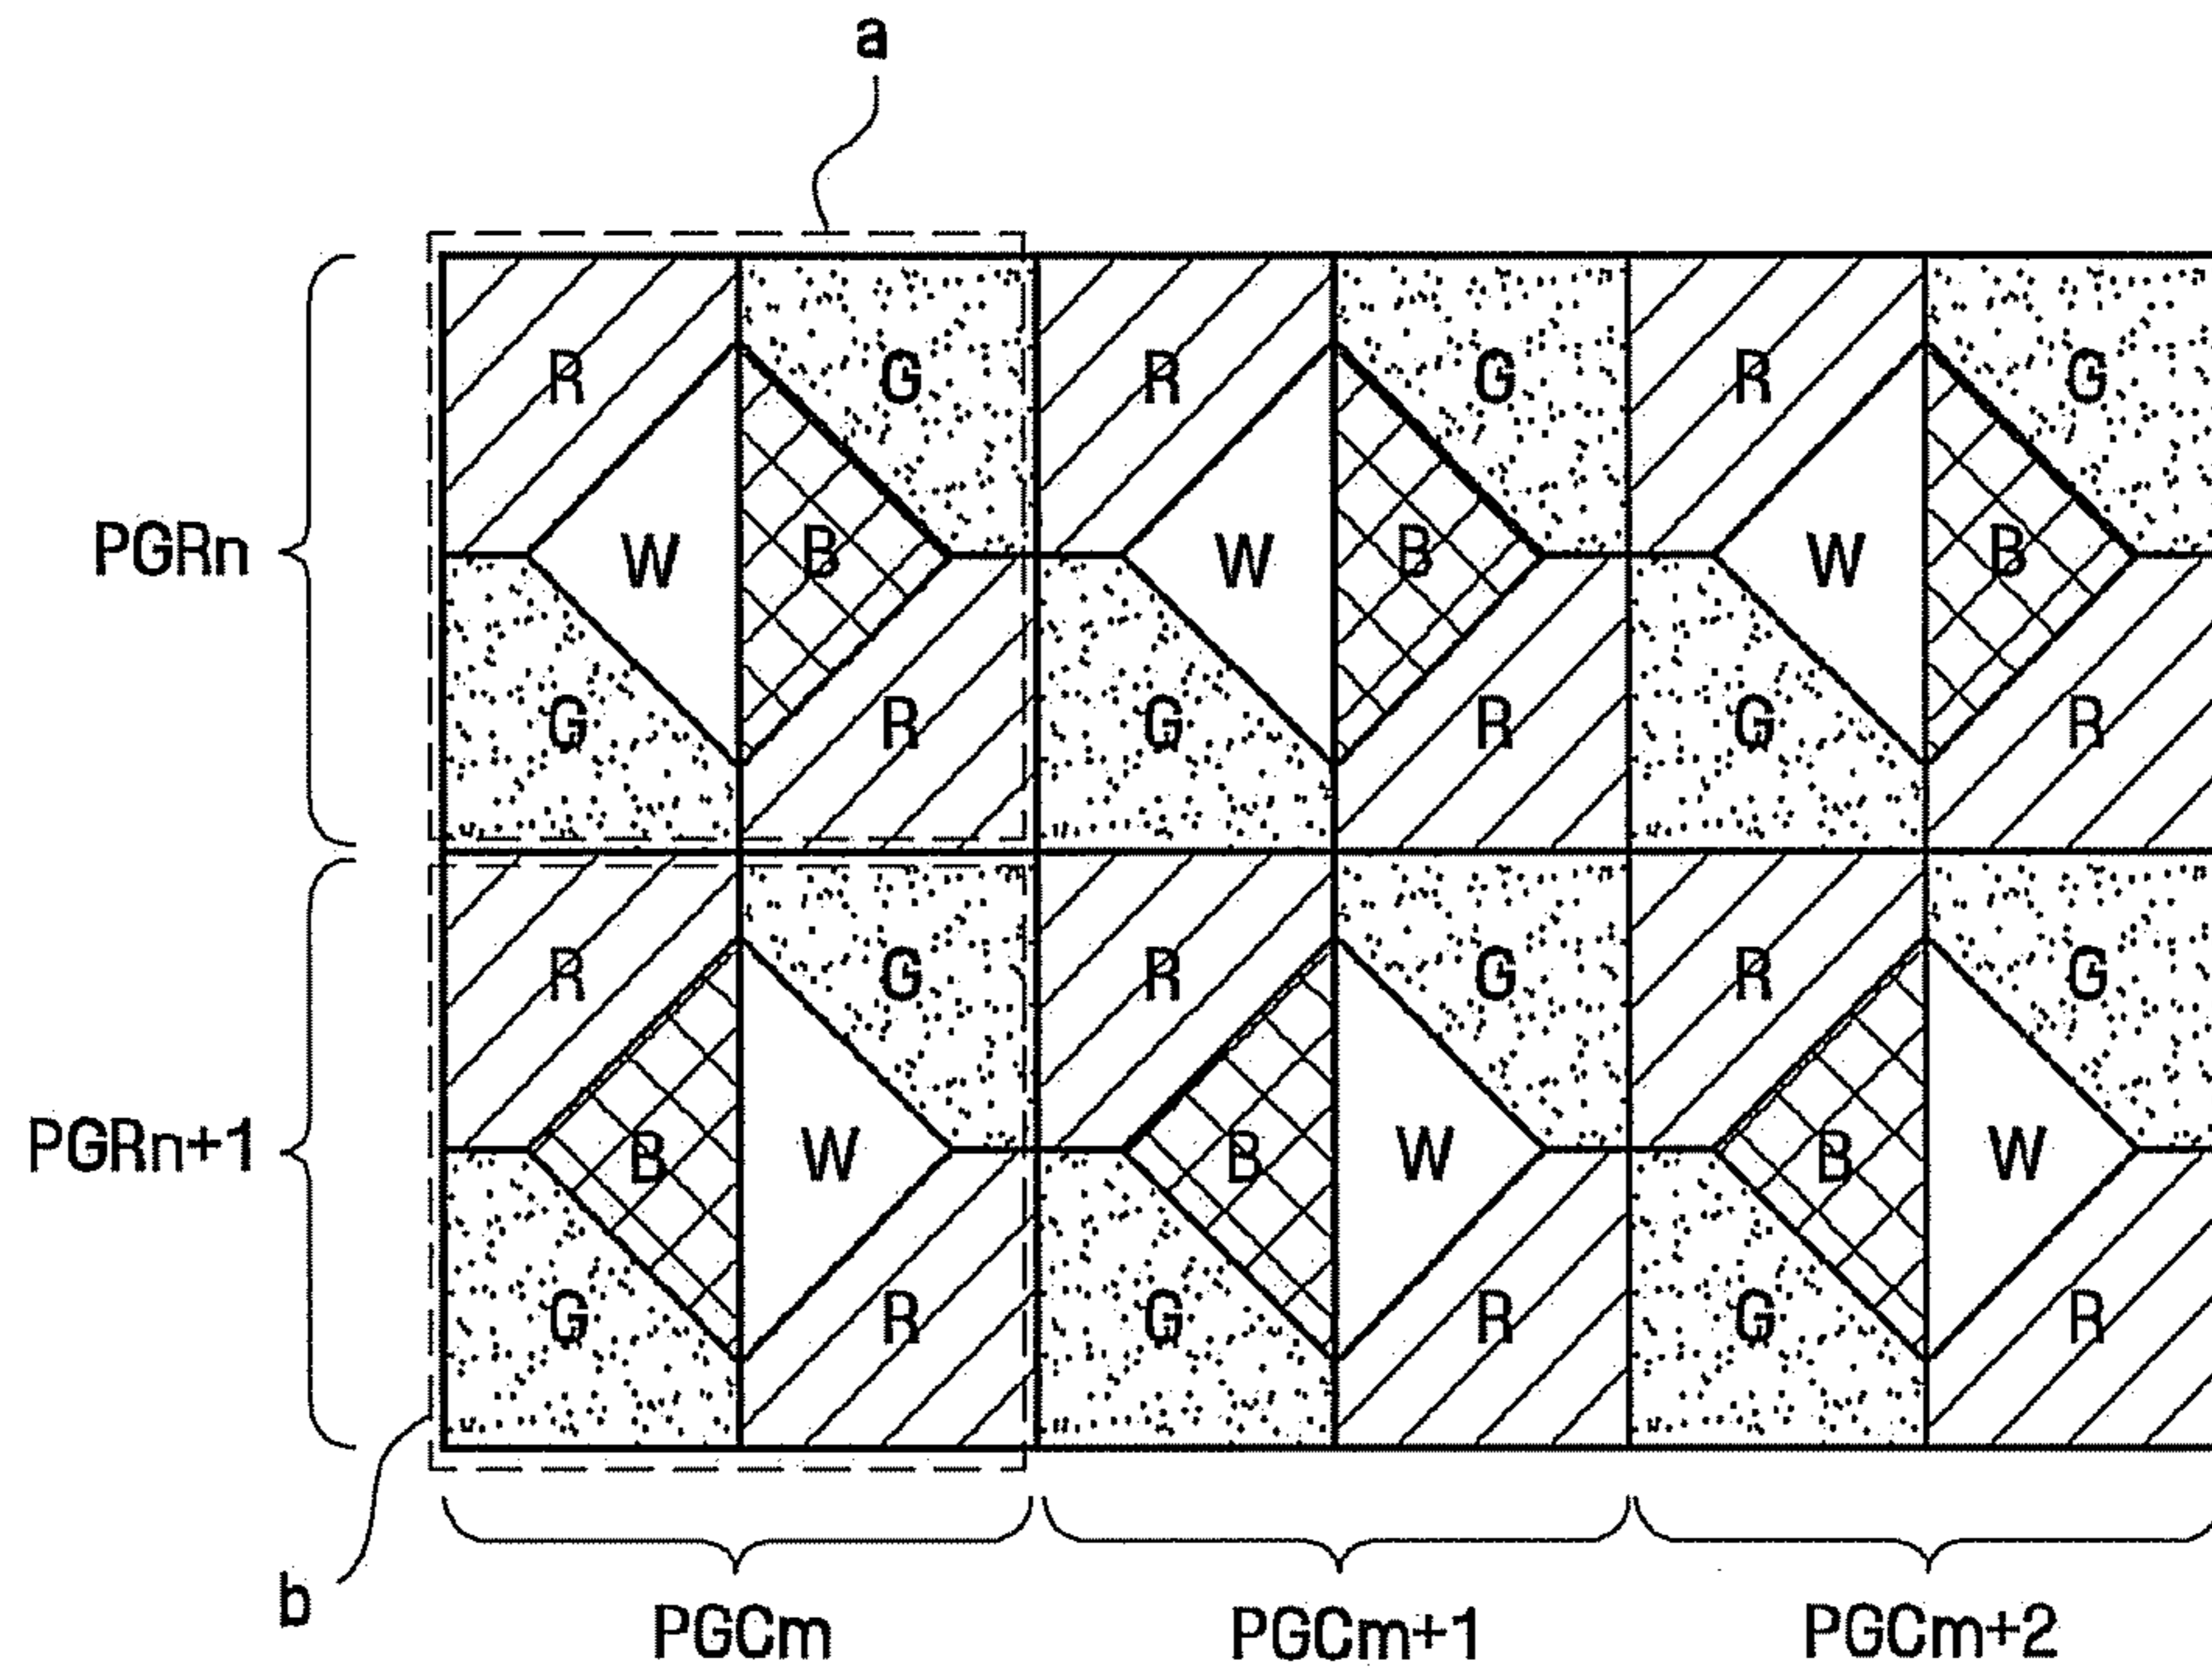 a
R G R G R G
PGRn W B W B W B
G R G R G R
R G R G R G
PGRn+1 B W B W B W
G R G R G R
b PGCm PGCm+1 PGCm+2